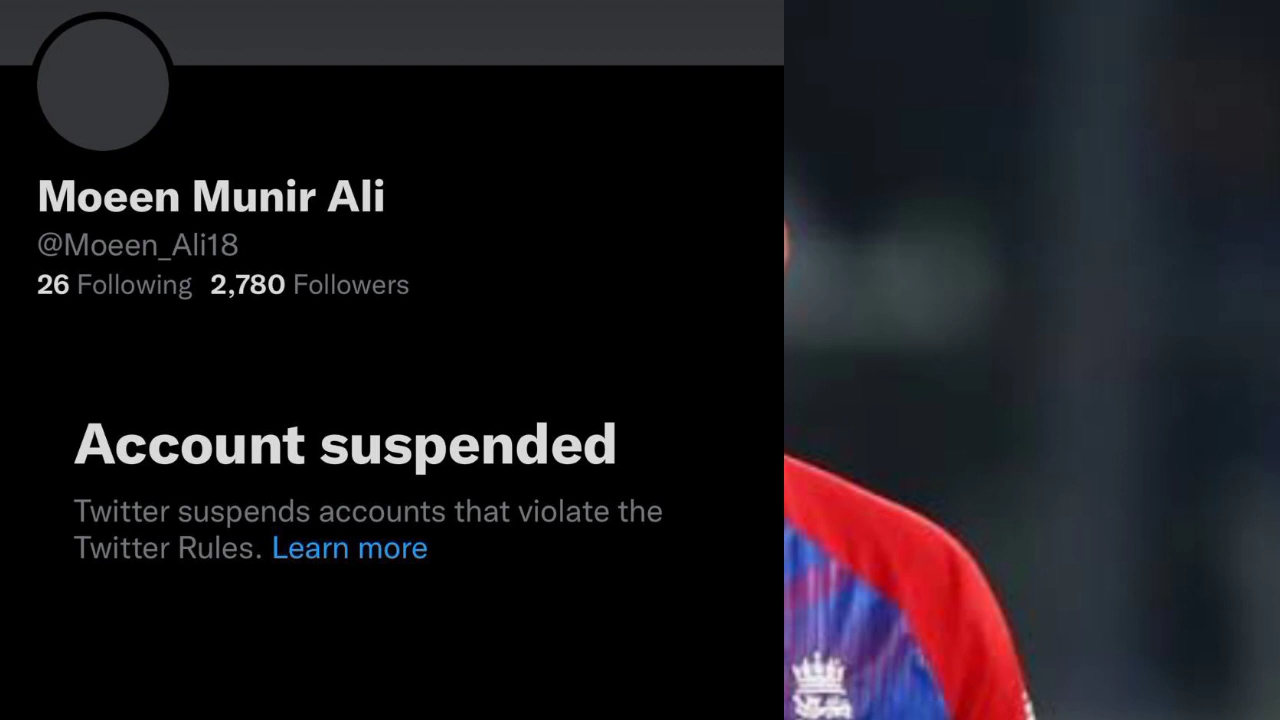 Moeen Munir Ali
@Moeen_Ali18
26 Following 2,780 Followers
Account suspended
Twitter suspends accounts that violate the
Twitter Rules. Learn more